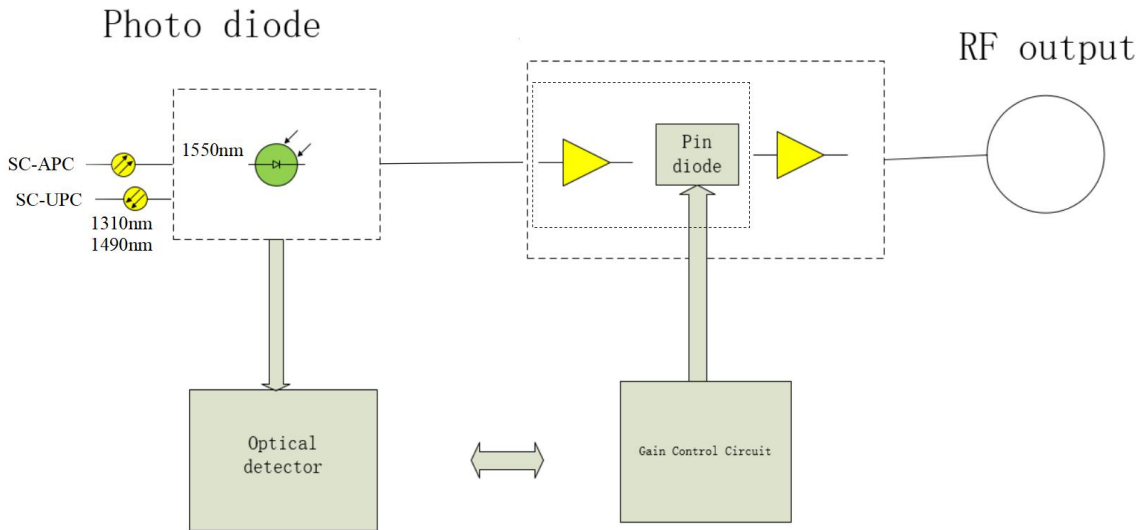 Photo diode
RF output
SC-APC
1550nm
Pin
diode
SC-UPC
1310nm
1490nm
Optical
detector
Gain Control Circuit